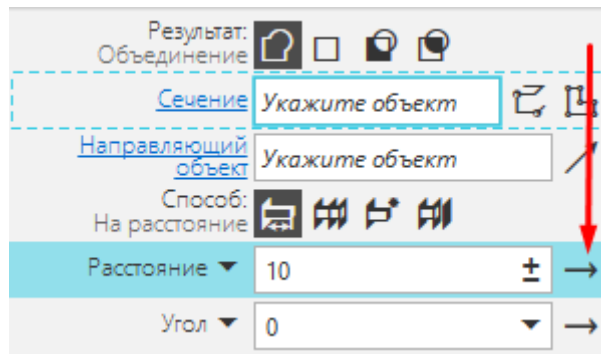 Результат:
Объединение
Сечение Укажите объект
Направляющий
объект Укажите объект
Способ:
На расстояние
Расстояние 10 ±
Угол 0